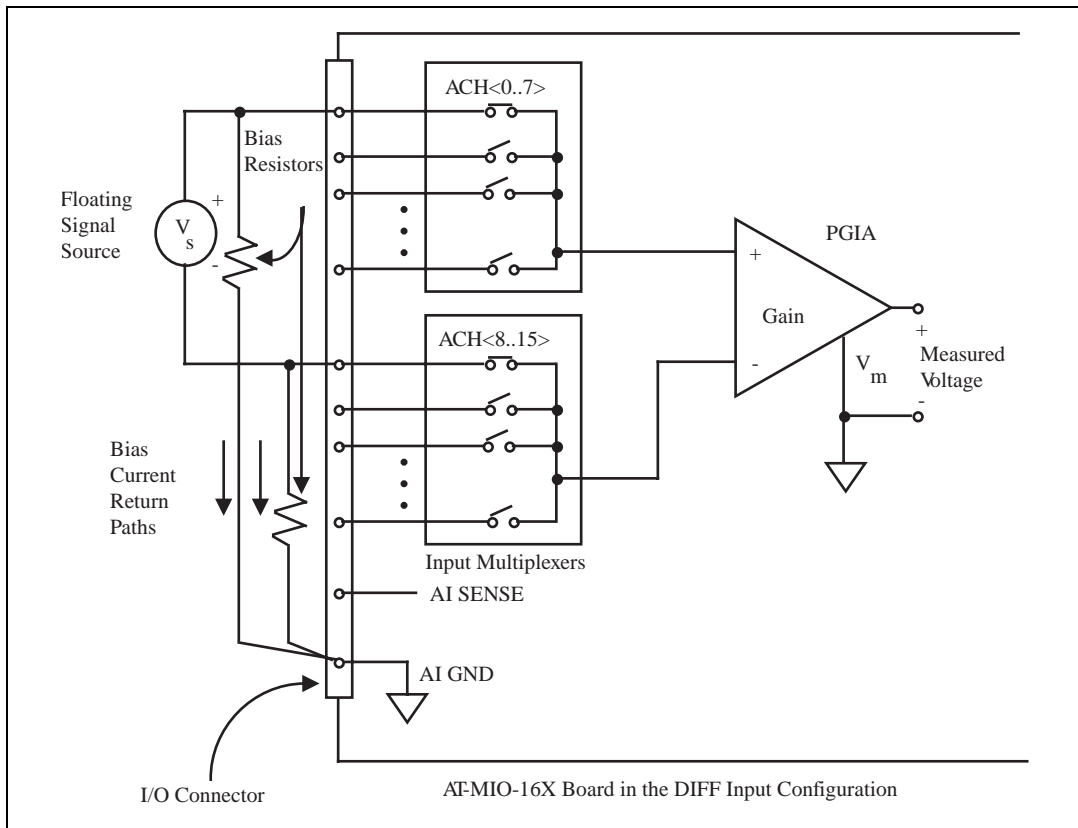 ACH<0..7>
Bias
Resistors
Floating
Signal
Source
+
V
s
-
PGIA
+
Gain
-
+
Measured
Voltage
-
V
m
ACH<8..15>
Bias
Current
Return
Paths
Input Multiplexers
AI SENSE
AI GND
I/O Connector
AT-MIO-16X Board in the DIFF Input Configuration